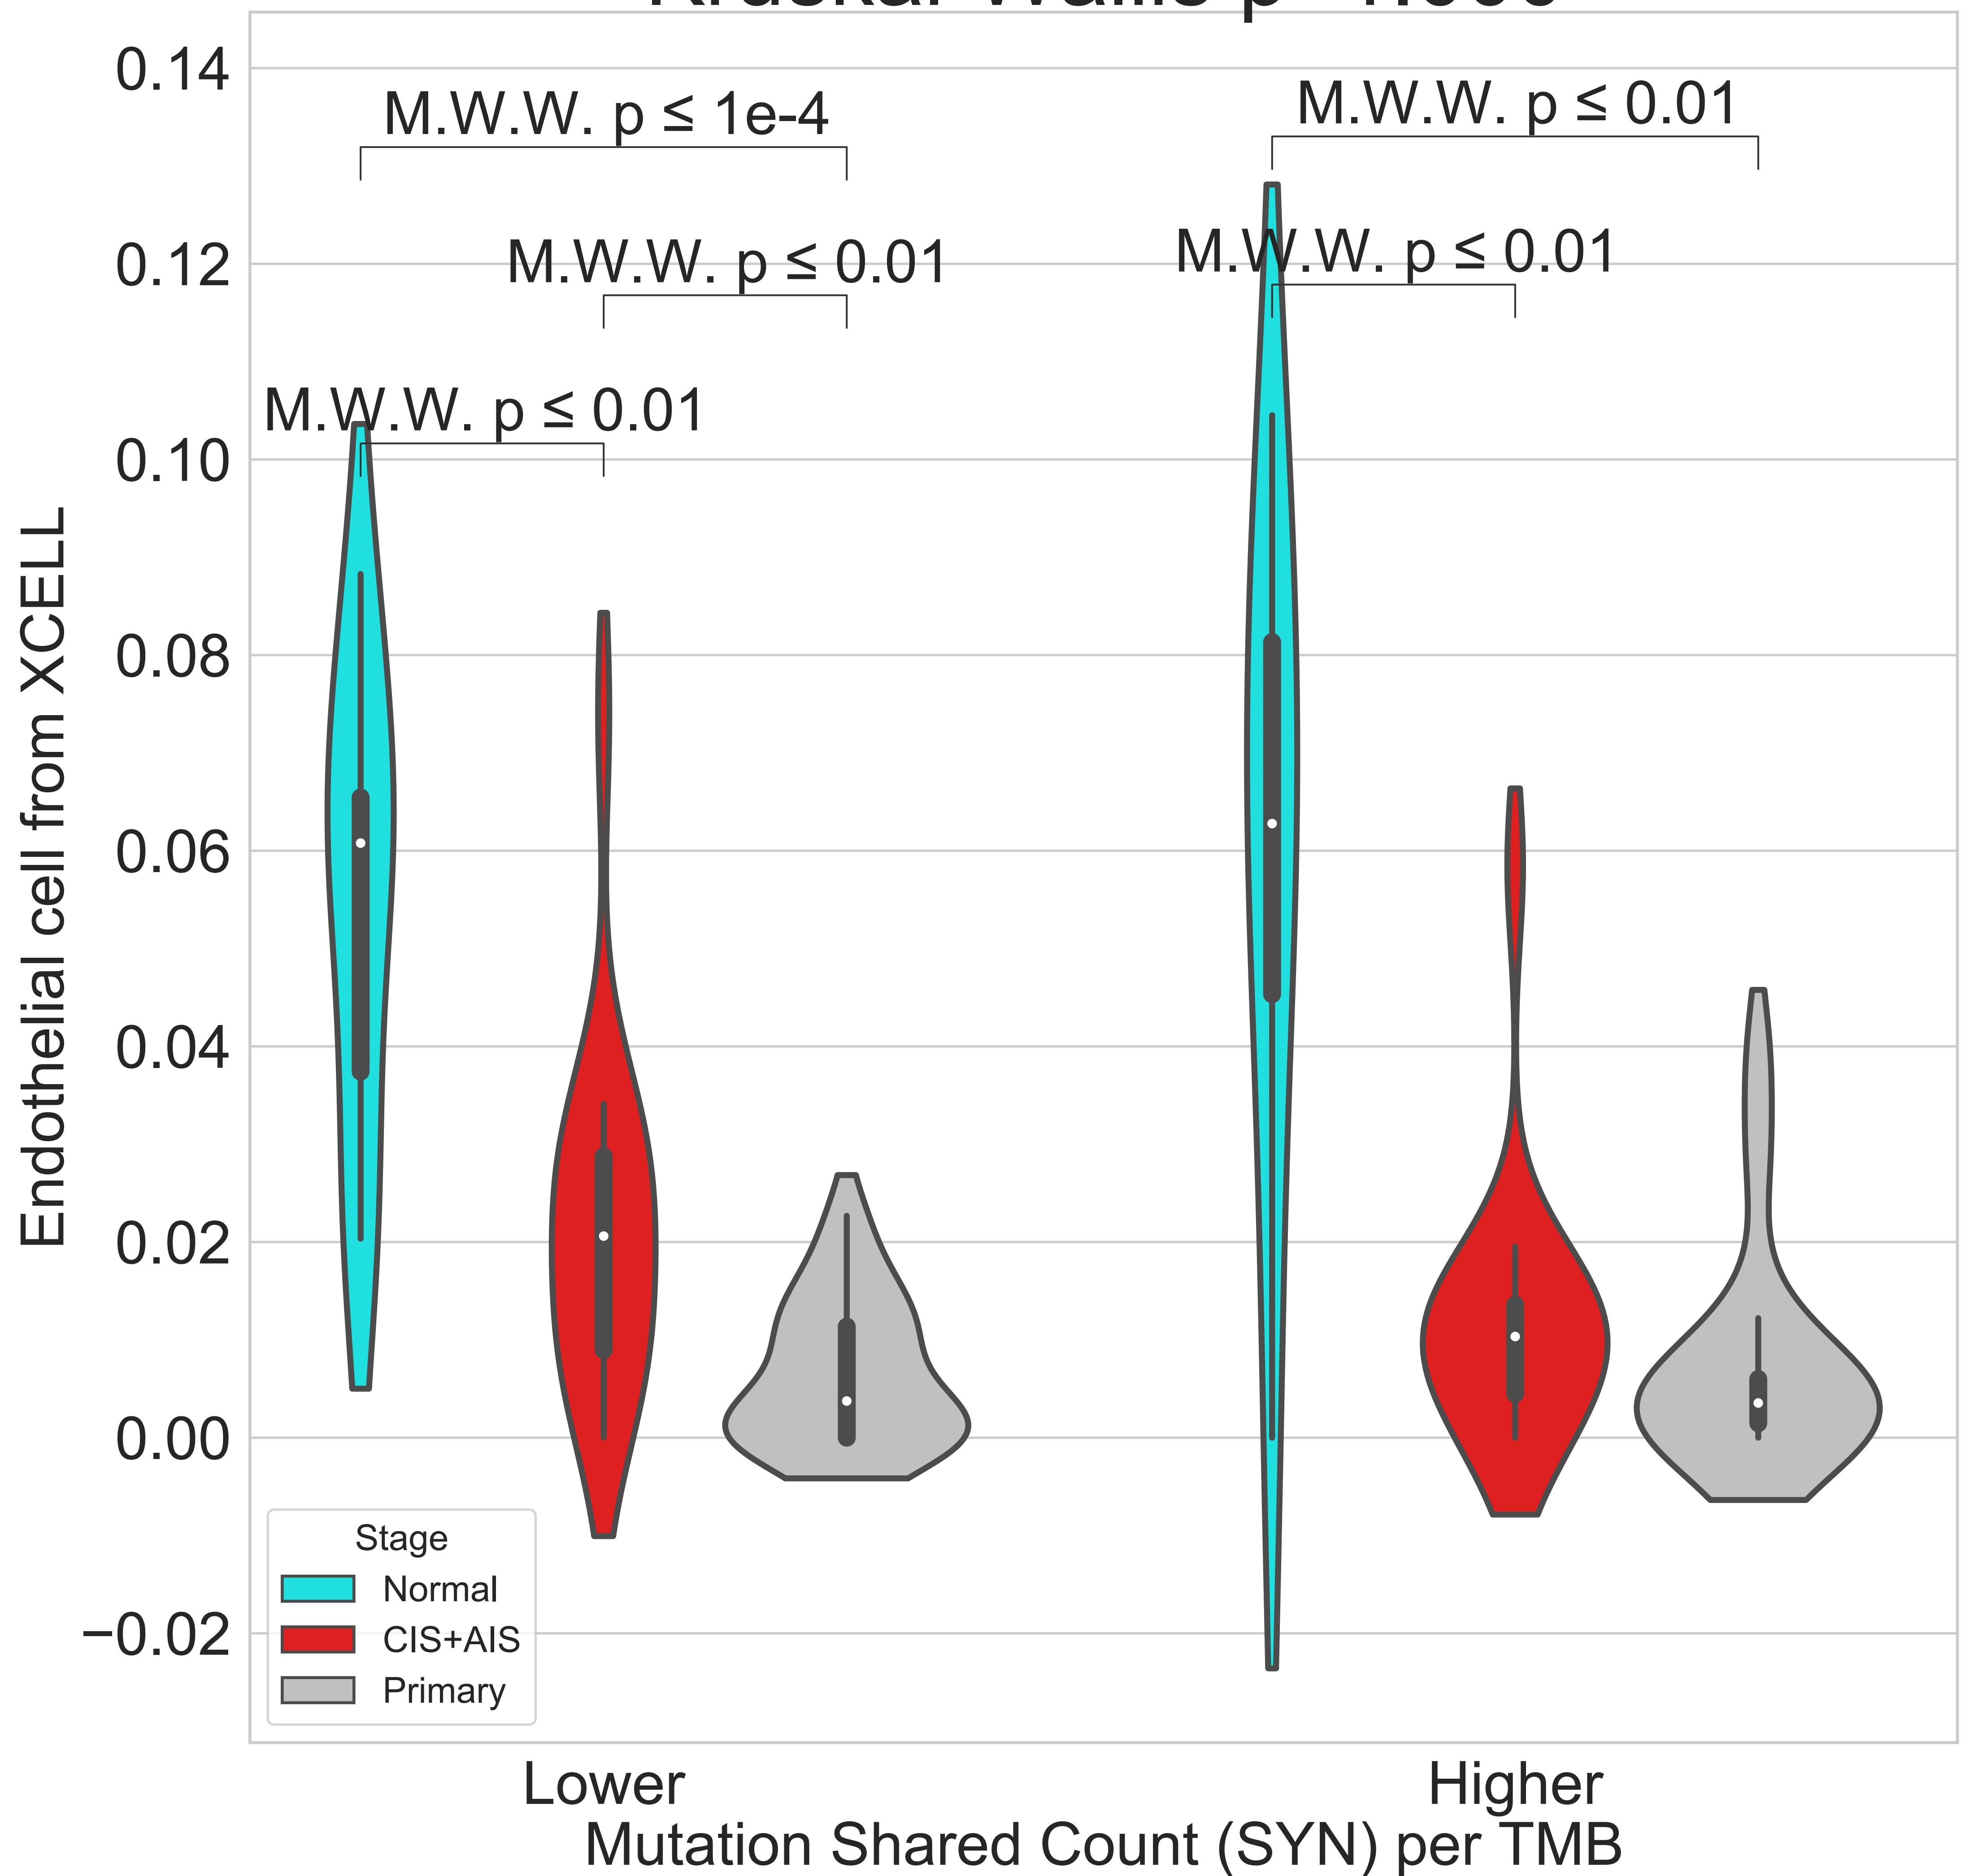 0.14
0.12
0.10
0.08
0.06
0.04
0.02
0.00
−0.02
Endothelial cell from XCELL
M.W.W. p ≤ 1e-4
M.W.W. p ≤ 0.01
M.W.W. p ≤ 0.01
M.W.W. p ≤ 0.01
M.W.W. p ≤ 0.01
Stage
Normal
CIS+AIS
Primary
Lower
Higher
Mutation Shared Count (SYN) per TMB